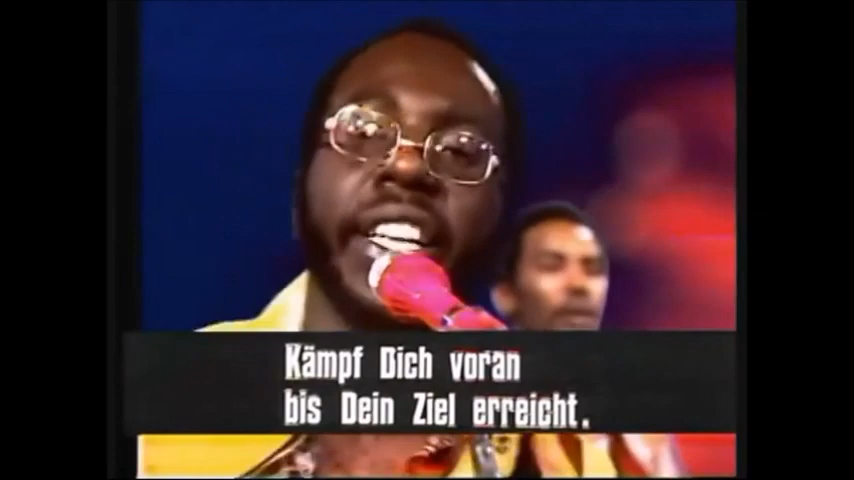 Kämpf Dich voran
bis Dein Ziel erreicht.